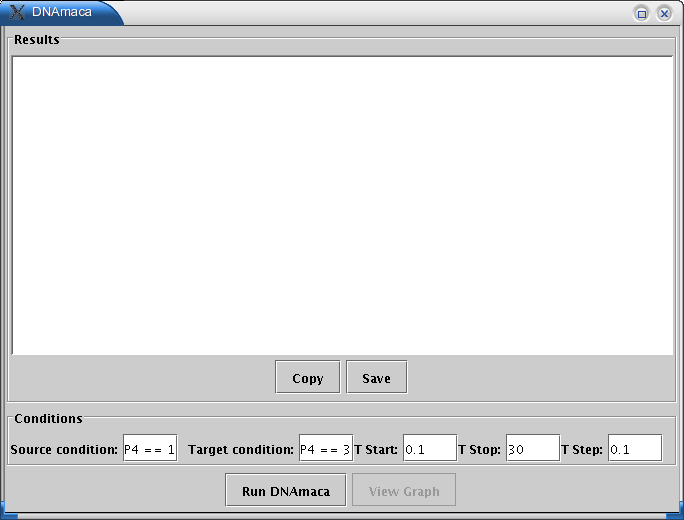 DNAmaca
Results
Copy Save
Conditions
Source condition: P4 == 1 Target condition: P4 == 3 T Start: 0.1 T Stop: 30 T Step: 0.1
Run DNAmaca View Graph